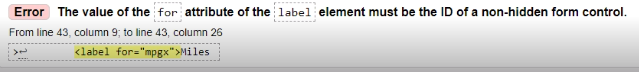 Error The value of the for attribute of the label element must be the ID of a non-hidden form control.
From line 43, column 9; to line 43, column 26
>↩ <label for="mpgx">Miles